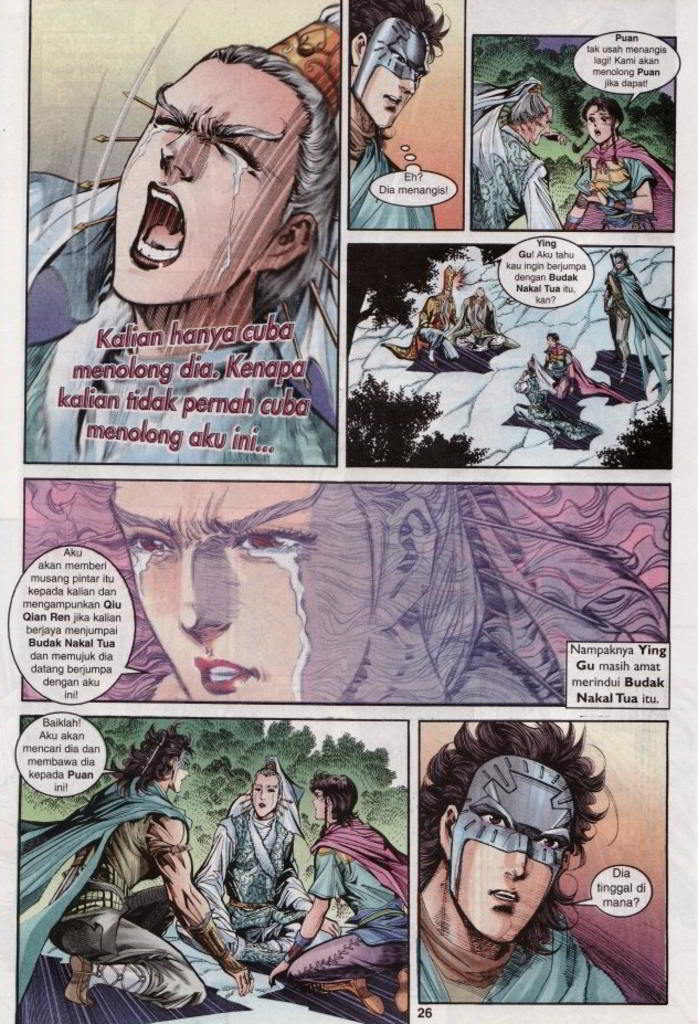 Kalian hanya cuba
menolong dia. Kenapa
kalian tidak pernah cuba
menolong aku ini...
Eh?
Dia menangis!
Puan
tak usah menangis
lagi! Kami akan
menolong Puan
jika dapat!
Ying
Gu! Aku tahu
kau ingin berjumpa
dengan Budak
Nakal Tua itu,
kan?
Aku
akan memberi
musang pintar itu
kepada kalian dan
mengampunkan Qiu
Qian Ren jika kalian
berjaya menjumpai
Budak Nakal Tua
dan memujuk dia
datang berjumpa
dengan aku
ini!
Nampaknya Ying
Gu masih amat
merindui Budak
Nakal Tua itu.
Baiklah!
Aku akan
mencari dia dan
membawa dia
kepada Puan
ini!
Dia
tinggal di
mana?
26